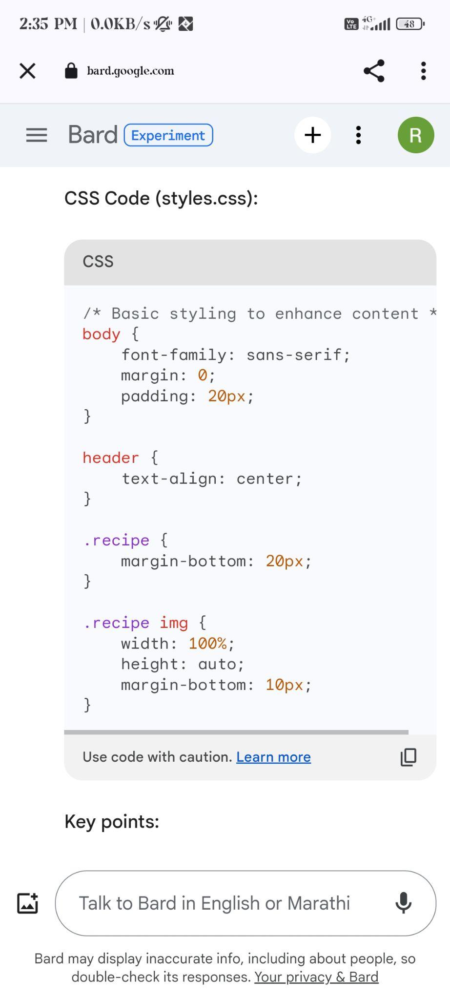 2:35 PM | 0.0KB/s
Vo LTE 4G+ 48
bard.google.com
Bard Experiment + R
CSS Code (styles.css):
CSS
/* Basic styling to enhance content *
body {
    font-family: sans-serif;
    margin: 0;
    padding: 20px;
}
header {
    text-align: center;
}
.recipe {
    margin-bottom: 20px;
}
.recipe img {
    width: 100%;
    height: auto;
    margin-bottom: 10px;
}
Use code with caution. Learn more
Key points:
Talk to Bard in English or Marathi
Bard may display inaccurate info, including about people, so
double-check its responses. Your privacy & Bard